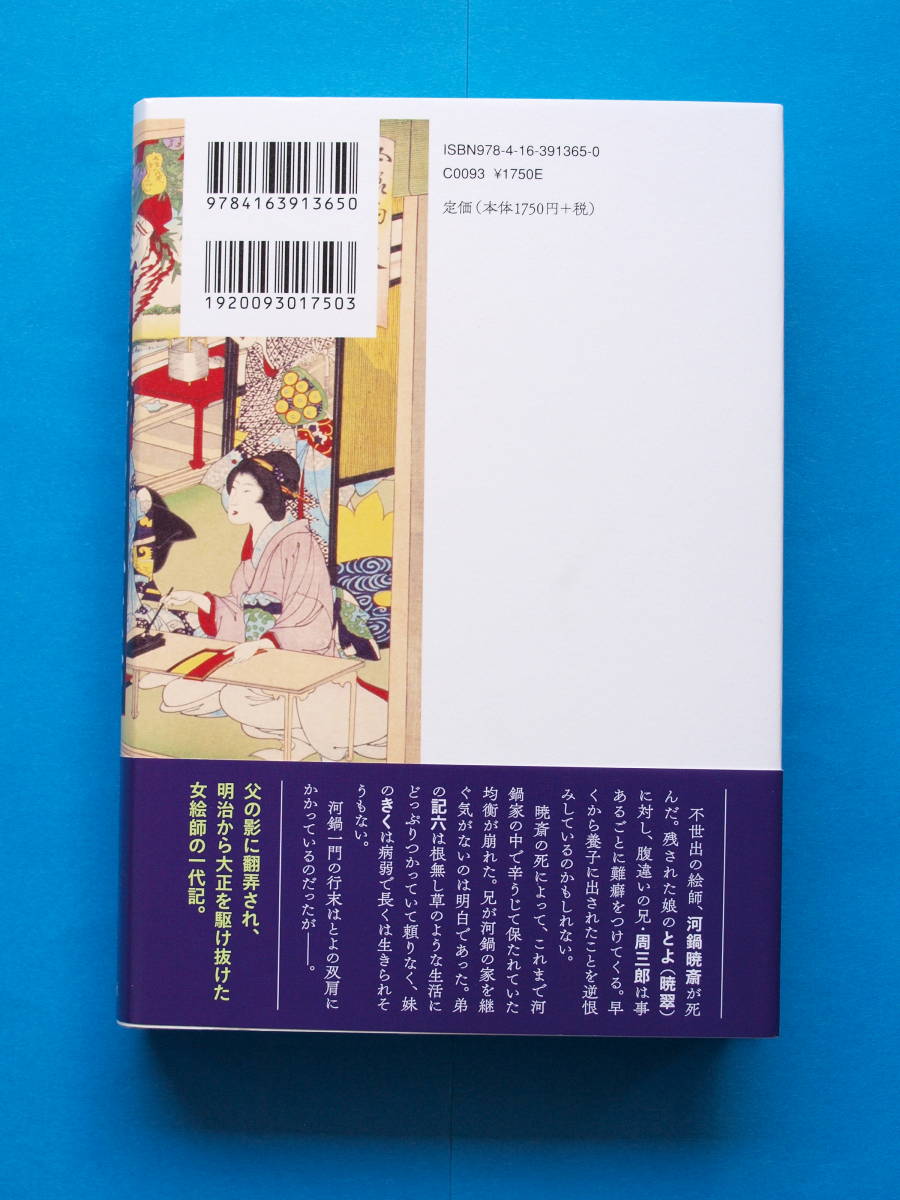 9784163913650
1920093017503
ISBN978-4-16-391365-0
C0093 ¥1750E
定価(本体1750円+税)
不世出の絵師、河鍋暁斎が死
んだ。残された娘のとよ(暁翠)
に対し、腹違いの兄・周三郎は事
あるごとに難癖をつけてくる。早
くから養子に出されたことを逆恨
みしているのかもしれない。
暁斎の死によって、これまで河
鍋家の中で辛うじて保たれていた
均衡が崩れた。兄が河鍋の家を継
ぐ気がないのは明白であった。弟
の記六は根無し草のような生活に
どっぷりつかっていて頼りなく、妹
のきくは病弱で長くは生きられそ
うもない。
河鍋一門の行末はとよの双肩に
かかっているのだったが――。
父の影に翻弄され、
明治から大正を駆け抜けた
女絵師の一代記。